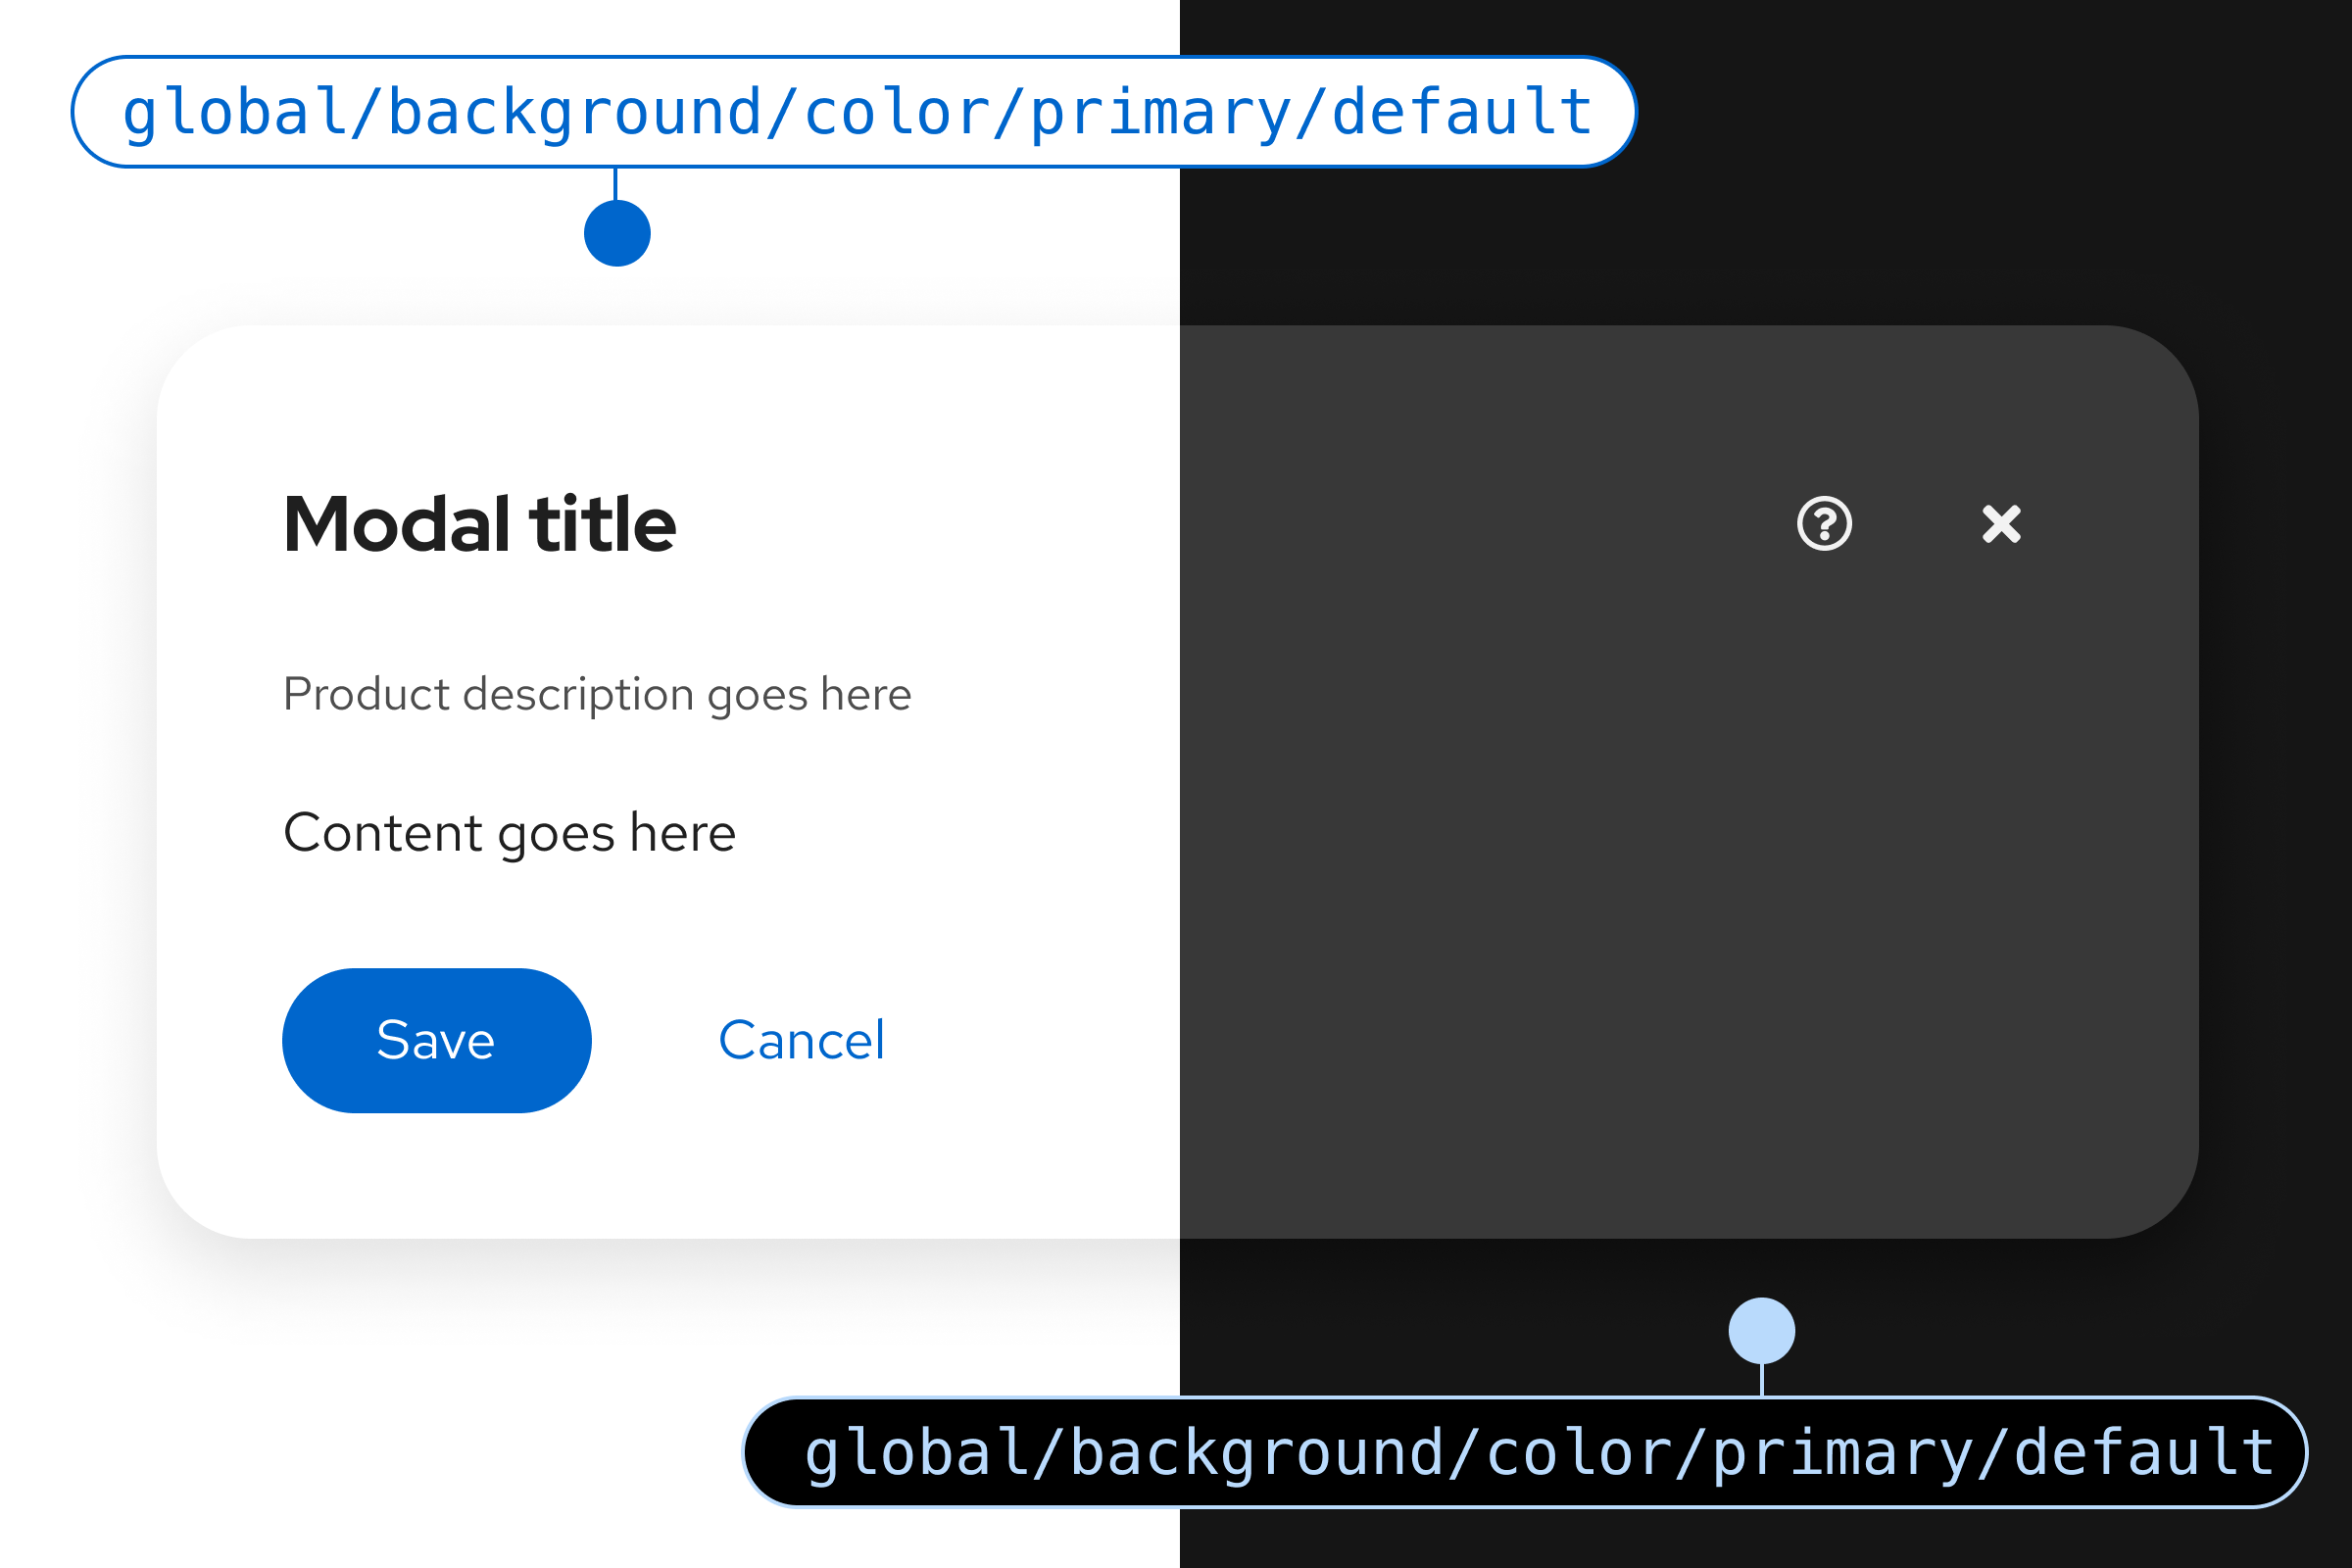 global/background/color/primary/default
Modal title
Product description goes here
Content goes here
Save
Cancel
global/background/color/primary/default